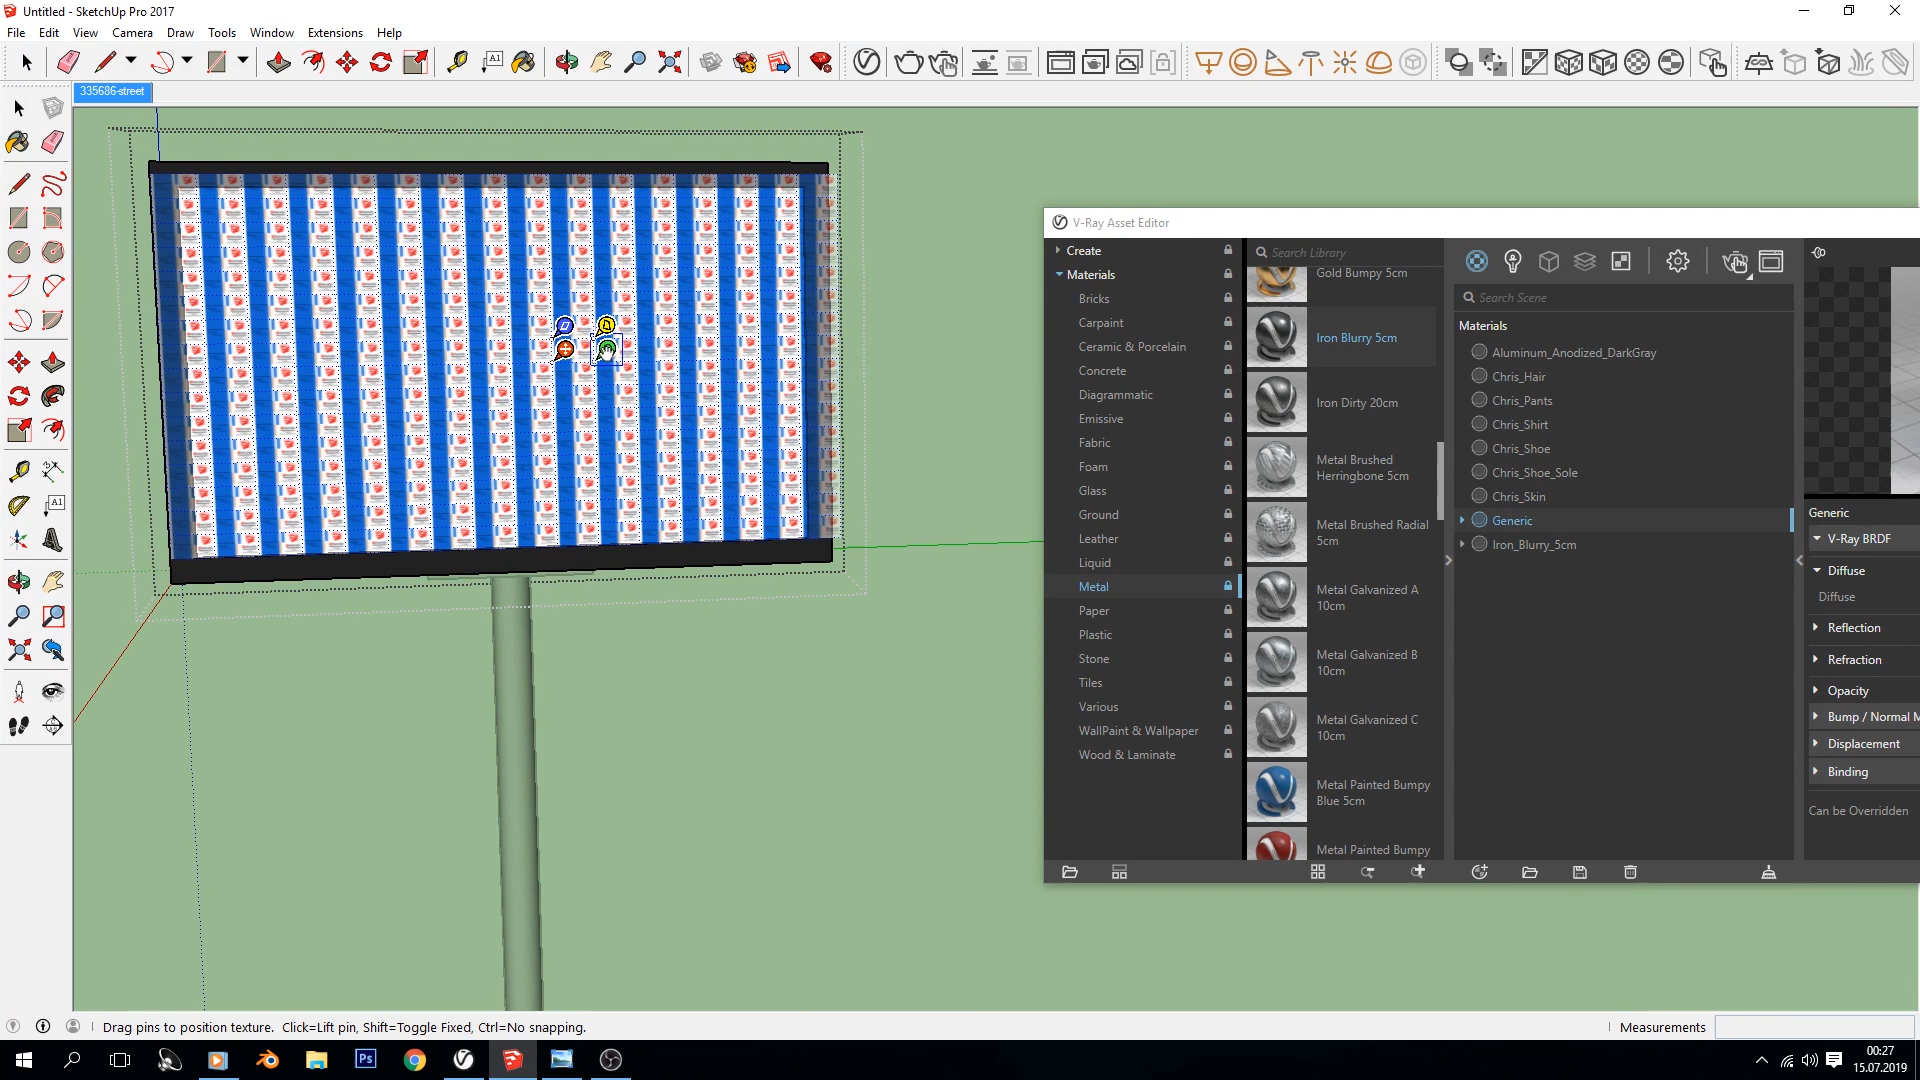 Untitled - SketchUp Pro 2017
File Edit View Camera Draw Tools Window Extensions Help
335686-street
V-Ray Asset Editor
Create
Materials
Bricks
Carpaint
Ceramic & Porcelain
Concrete
Diagrammatic
Emissive
Fabric
Foam
Glass
Ground
Leather
Liquid
Metal
Paper
Plastic
Stone
Tiles
Various
WallPaint & Wallpaper
Wood & Laminate
Search Library
Gold Bumpy 5cm
Iron Blurry 5cm
Iron Dirty 20cm
Metal Brushed
Herringbone 5cm
Metal Brushed Radial
5cm
Metal Galvanized A
10cm
Metal Galvanized B
10cm
Metal Galvanized C
10cm
Metal Painted Bumpy
Blue 5cm
Metal Painted Bumpy
Search Scene
Materials
Aluminum_Anodized_DarkGray
Chris_Hair
Chris_Pants
Chris_Shirt
Chris_Shoe
Chris_Shoe_Sole
Chris_Skin
Generic
Iron_Blurry_5cm
Generic
V-Ray BRDF
Diffuse
Diffuse
Reflection
Refraction
Opacity
Bump / Normal M
Displacement
Binding
Can be Overridden
A1
A1
Drag pins to position texture. Click=Lift pin, Shift=Toggle Fixed, Ctrl=No snapping.
Measurements
Ps
00:27
15.07.2019